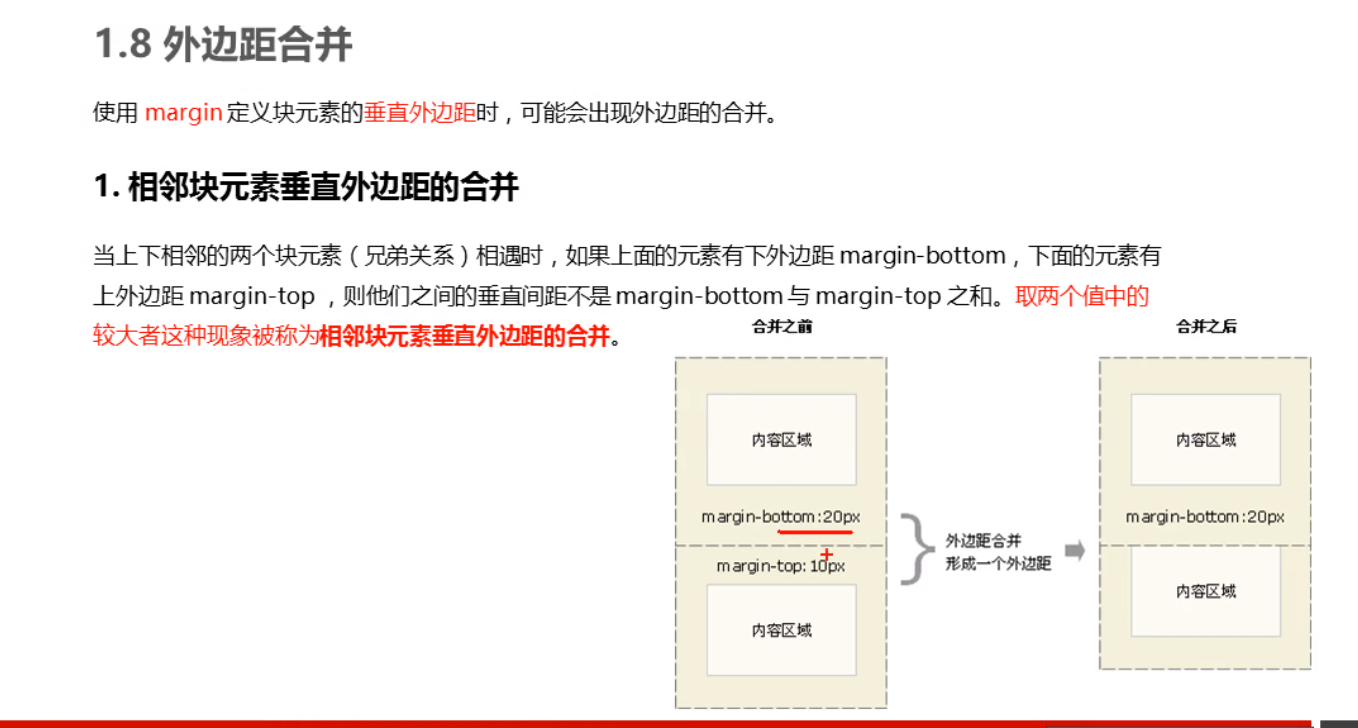 1.8 外边距合并
使用 margin 定义块元素的垂直外边距时，可能会出现外边距的合并。
1. 相邻块元素垂直外边距的合并
当上下相邻的两个块元素（兄弟关系）相遇时，如果上面的元素有下外边距 margin-bottom，下面的元素有
上外边距 margin-top ，则他们之间的垂直间距不是 margin-bottom 与 margin-top 之和。取两个值中的
较大者这种现象被称为相邻块元素垂直外边距的合并。
合并之前
内容区域
margin-bottom:20px
margin-top:10px
内容区域
外边距合并
形成一个外边距
合并之后
内容区域
margin-bottom:20px
内容区域